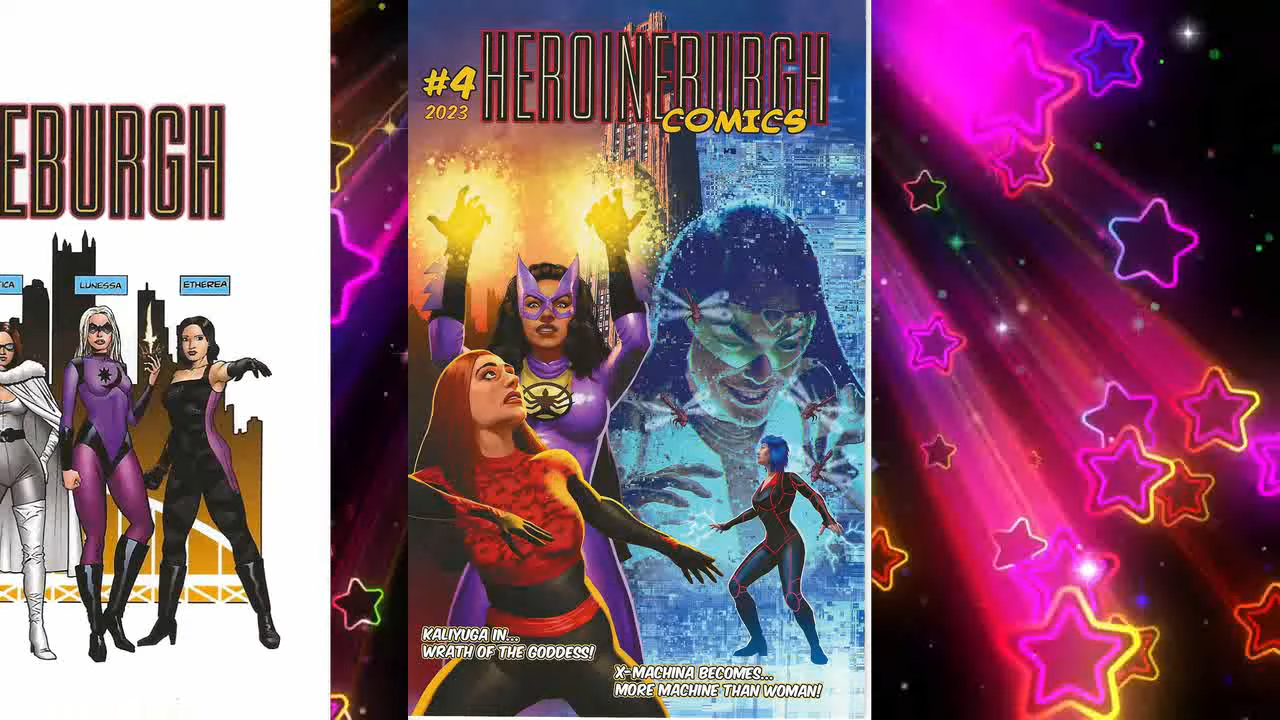 EBURGH
TICA
LUNESSA
ETHEREA
#4
2023
HEROINEBURGH
COMICS
KALIYUGA IN...
WRATH OF THE GODDESS!
X-MACHINA BECOMES...
MORE MACHINE THAN WOMAN!